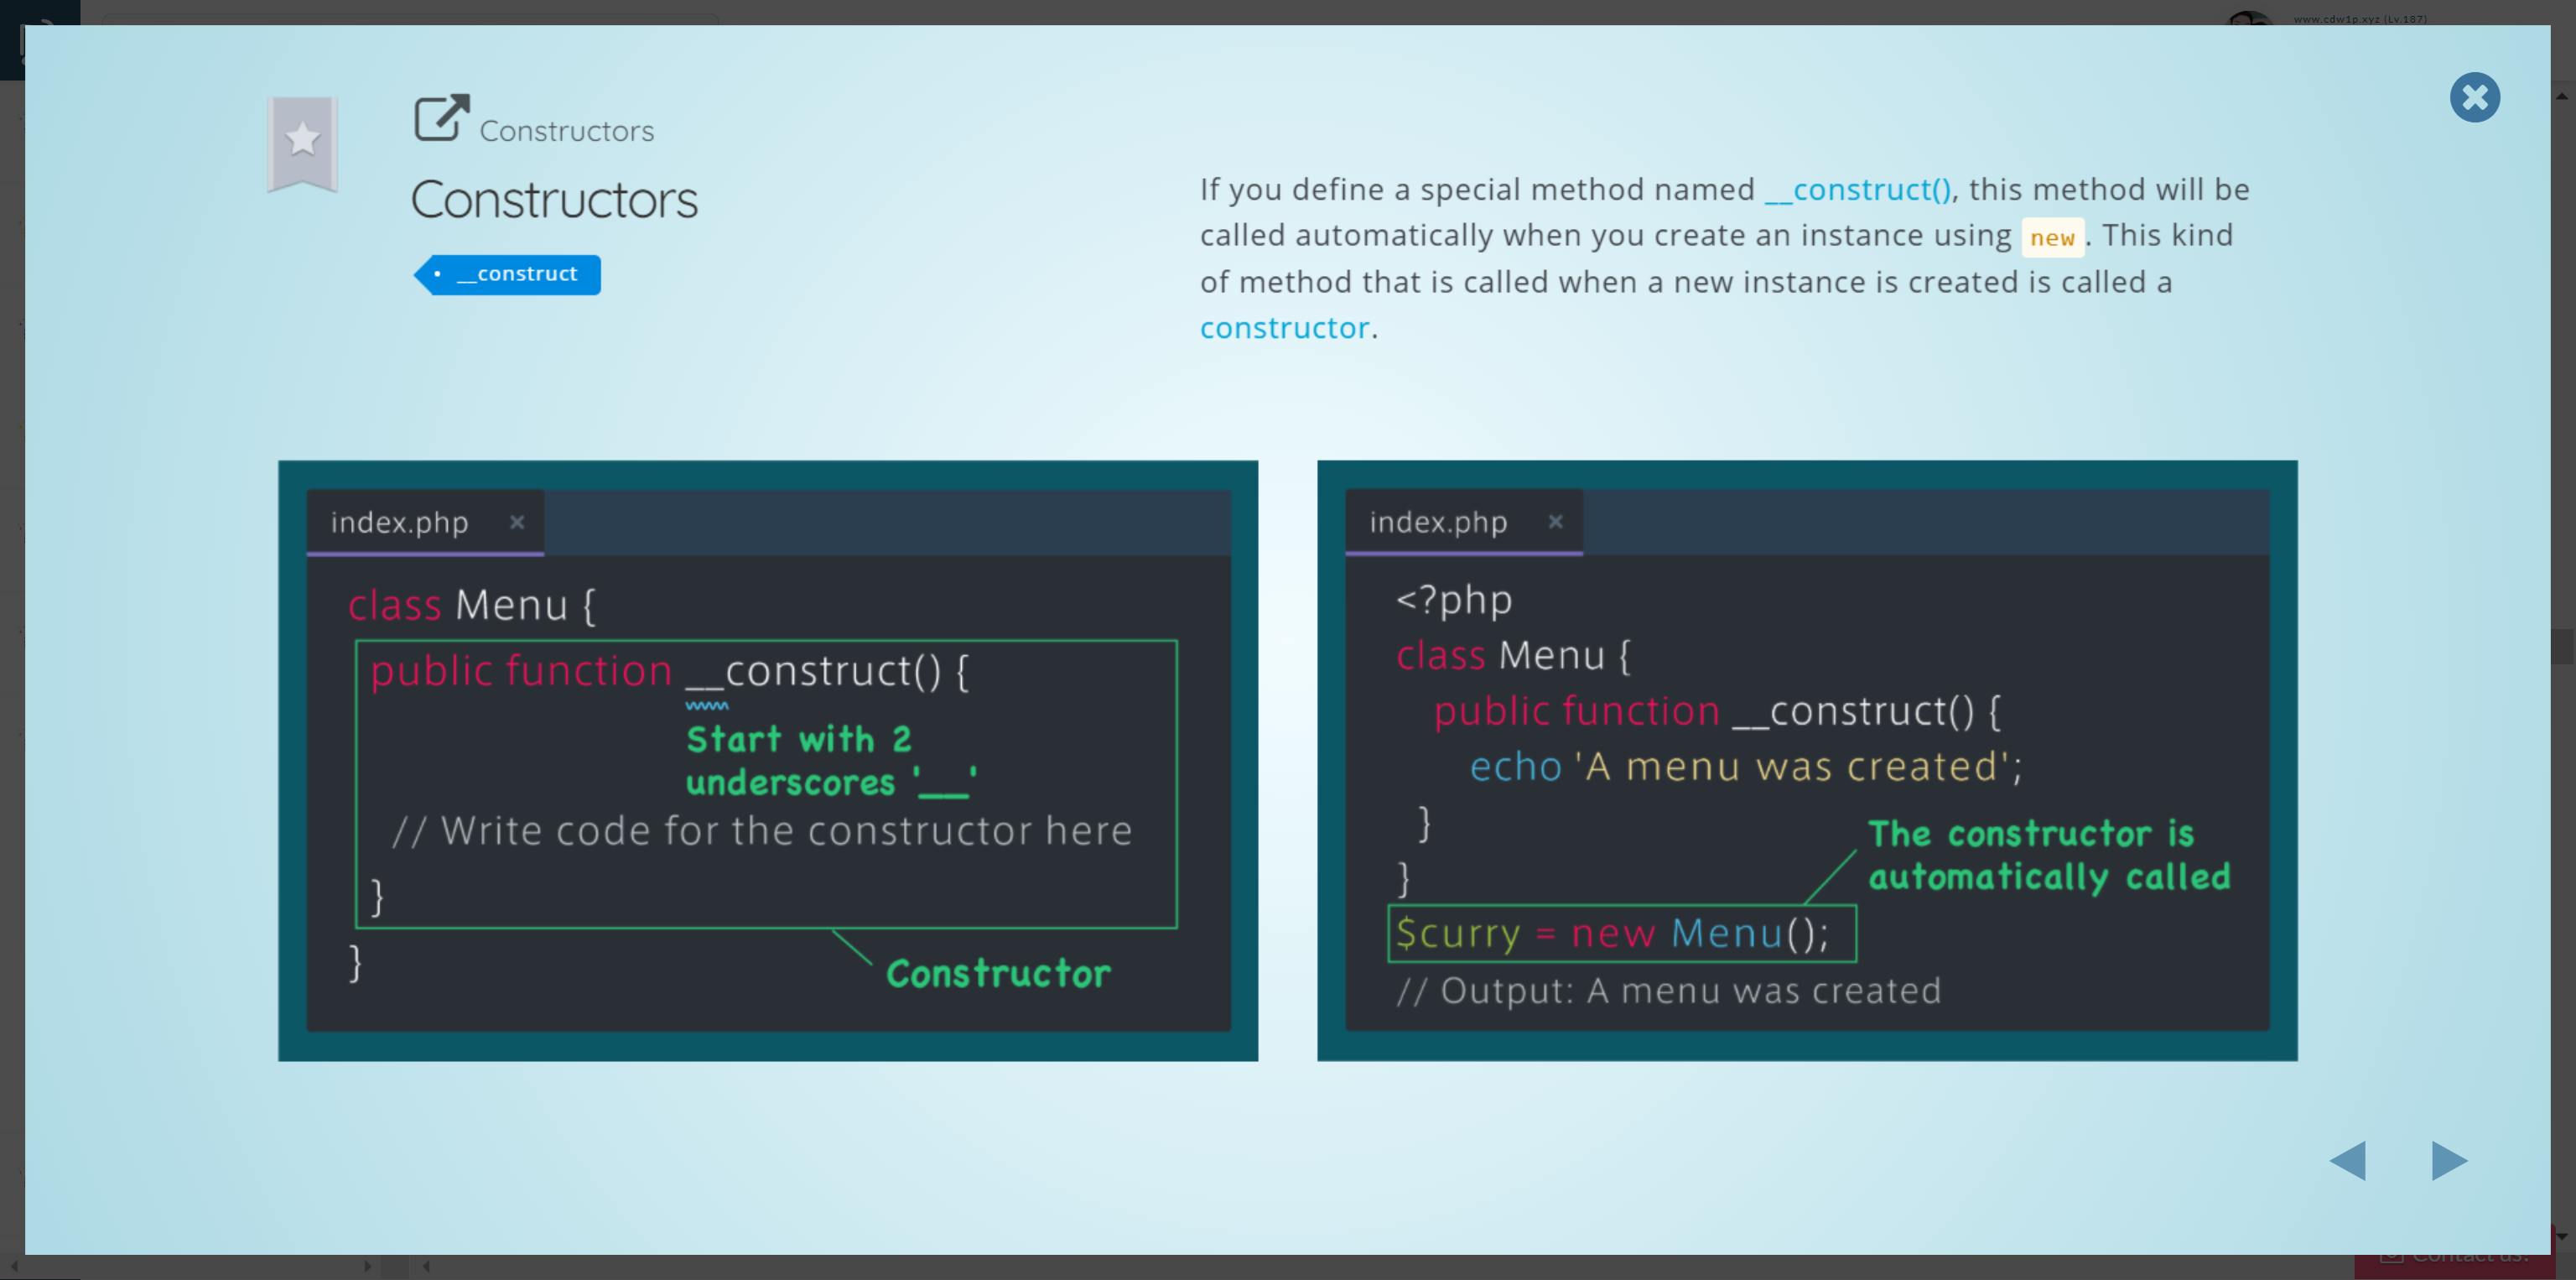 www.cdw1p.xyz (Lv.187)
Constructors
Constructors
__construct
If you define a special method named __construct(), this method will be
called automatically when you create an instance using new. This kind
of method that is called when a new instance is created is called a
constructor.
index.php ×
class Menu {
public function __construct() {
Start with 2
underscores '__'
// Write code for the constructor here
}
}
Constructor
index.php ×
<?php
class Menu {
public function __construct() {
echo 'A menu was created';
}
}
The constructor is
automatically called
$curry = new Menu();
// Output: A menu was created
Contact us!